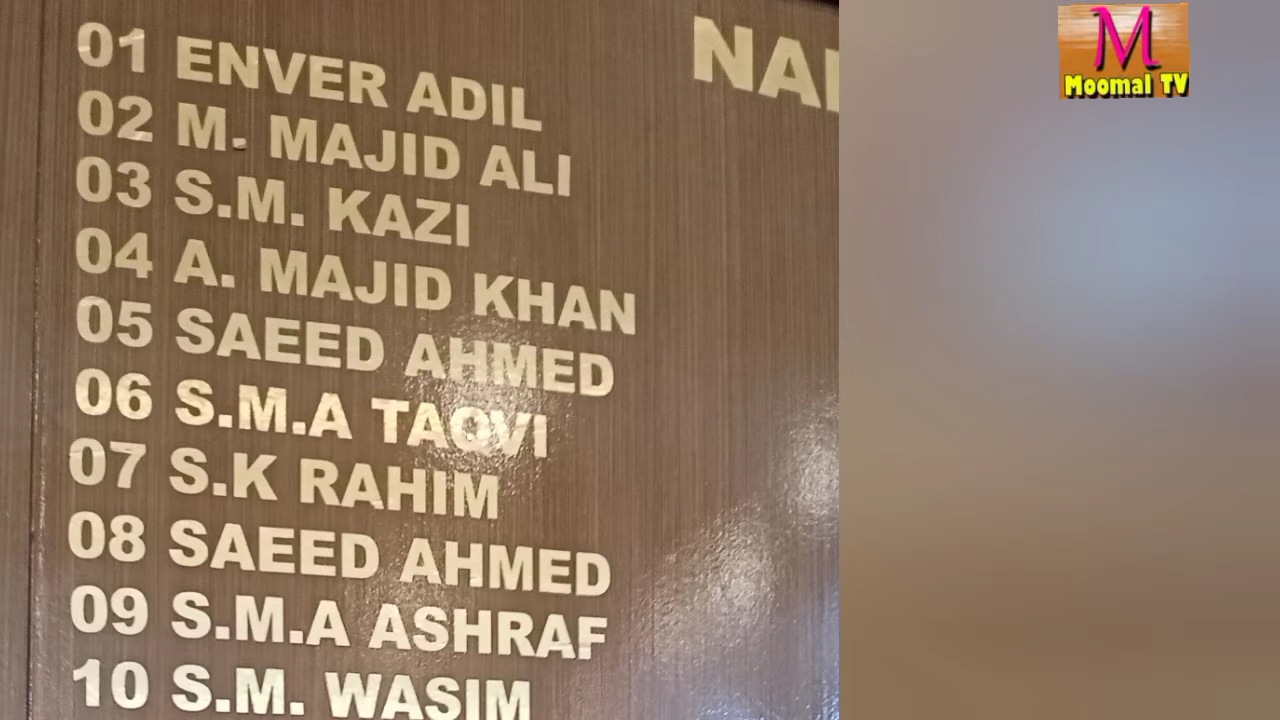 NA
01 ENVER ADIL
02 M. MAJID ALI
03 S.M. KAZI
04 A. MAJID KHAN
05 SAEED AHMED
06 S.M.A TAQVI
07 S.K RAHIM
08 SAEED AHMED
09 S.M.A ASHRAF
10 S.M. WASIM
M
Moomal TV